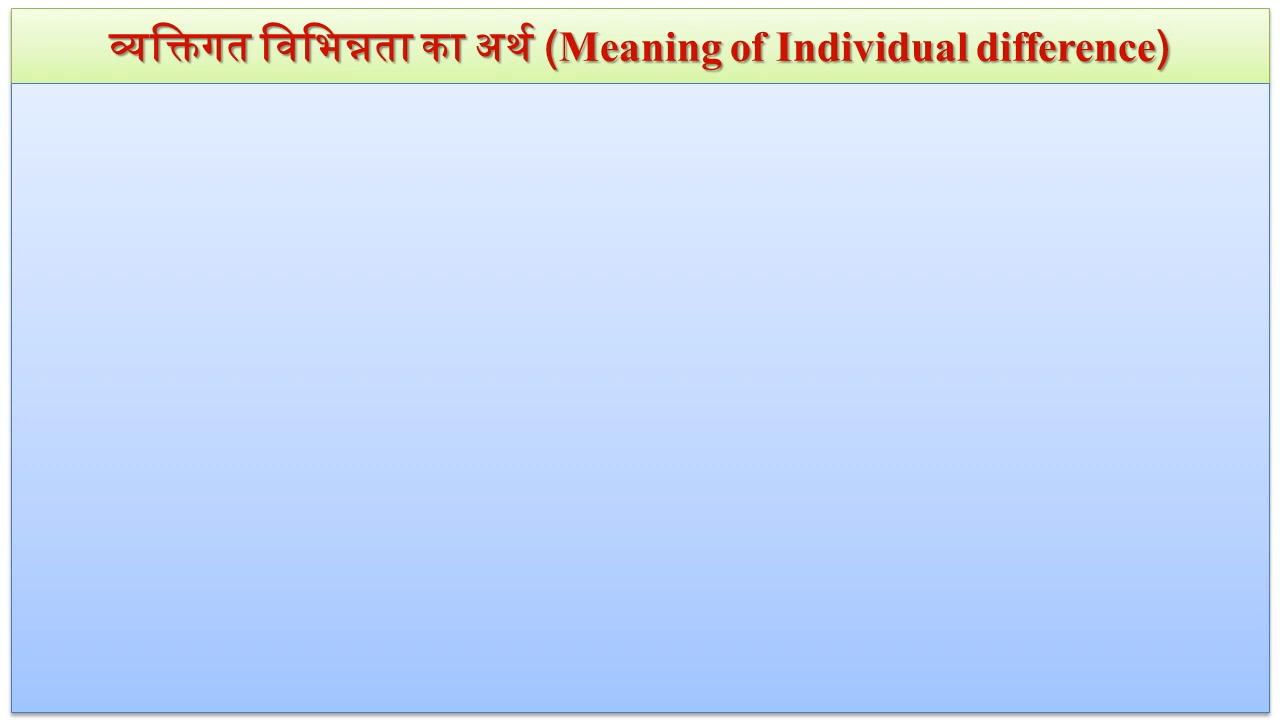 व्यक्तिगत विभिन्नता का अर्थ (Meaning of Individual difference)